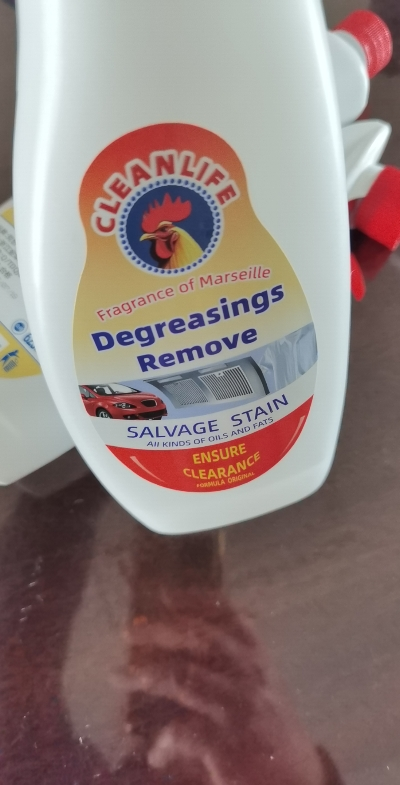 CLEANLIFE
Fragrance of Marseille
Degreasings
Remove
SALVAGE STAIN
All KINDS OF OILS AND FATS
ENSURE
CLEARANCE
FORMULA ORIGINAL